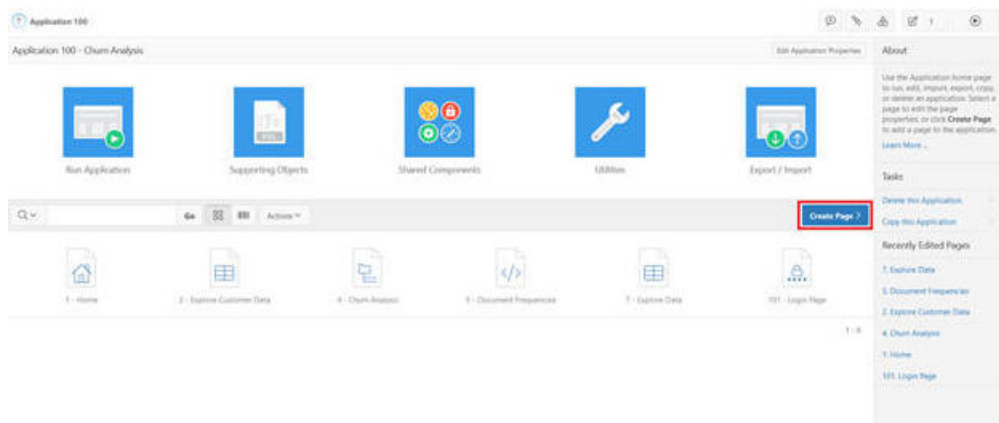 Application 100
1
Application 100 - Churn Analysis
Edit Application Properties
Run Application
Supporting Objects
Shared Components
Utilities
Export / Import
Go
Actions
Create Page >
1 - Home
2 - Explore Customer Data
4 - Churn Analysis
5 - Document Frequencies
7 - Explore Data
101 - Login Page
1 - 6
About
Use the Application home page
to run, edit, import, export, copy,
or delete an application. Select a
page to edit the page
properties, or click Create Page
to add a page to the application.
Learn More ..
Tasks
Delete this Application
Copy this Application
Recently Edited Pages
7. Explore Data
5. Document Frequencies
2. Explore Customer Data
4. Churn Analysis
1. Home
101. Login Page